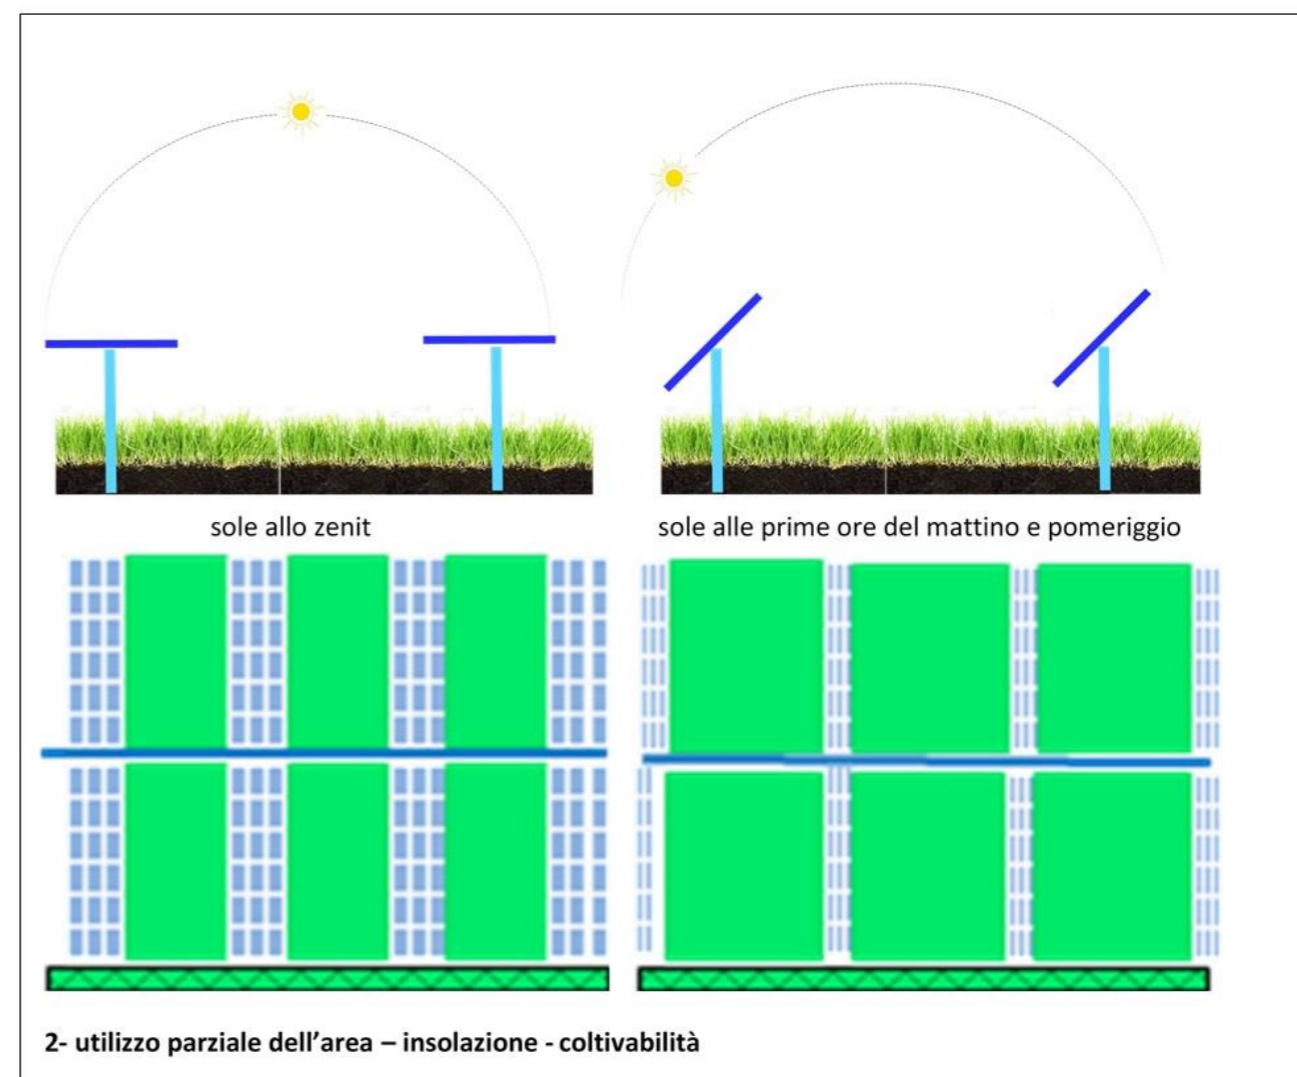 sole allo zenit
sole alle prime ore del mattino e pomeriggio
2- utilizzo parziale dell’area – insolazione - coltivabilità